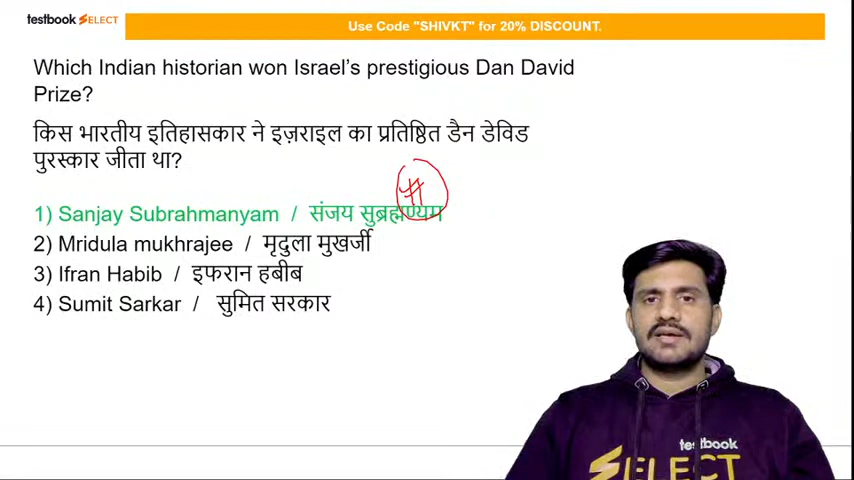 testbook SELECT
Use Code "SHIVKT" for 20% DISCOUNT.
Which Indian historian won Israel's prestigious Dan David
Prize?
किस भारतीय इतिहासकार ने इज़राइल का प्रतिष्ठित डैन डेविड
पुरस्कार जीता था?
#
1) Sanjay Subrahmanyam / संजय सुब्रह्मण्यम
2) Mridula mukhrajee / मृदुला मुखर्जी
3) Ifran Habib / इफरान हबीब
4) Sumit Sarkar / सुमित सरकार
testbook
SELECT